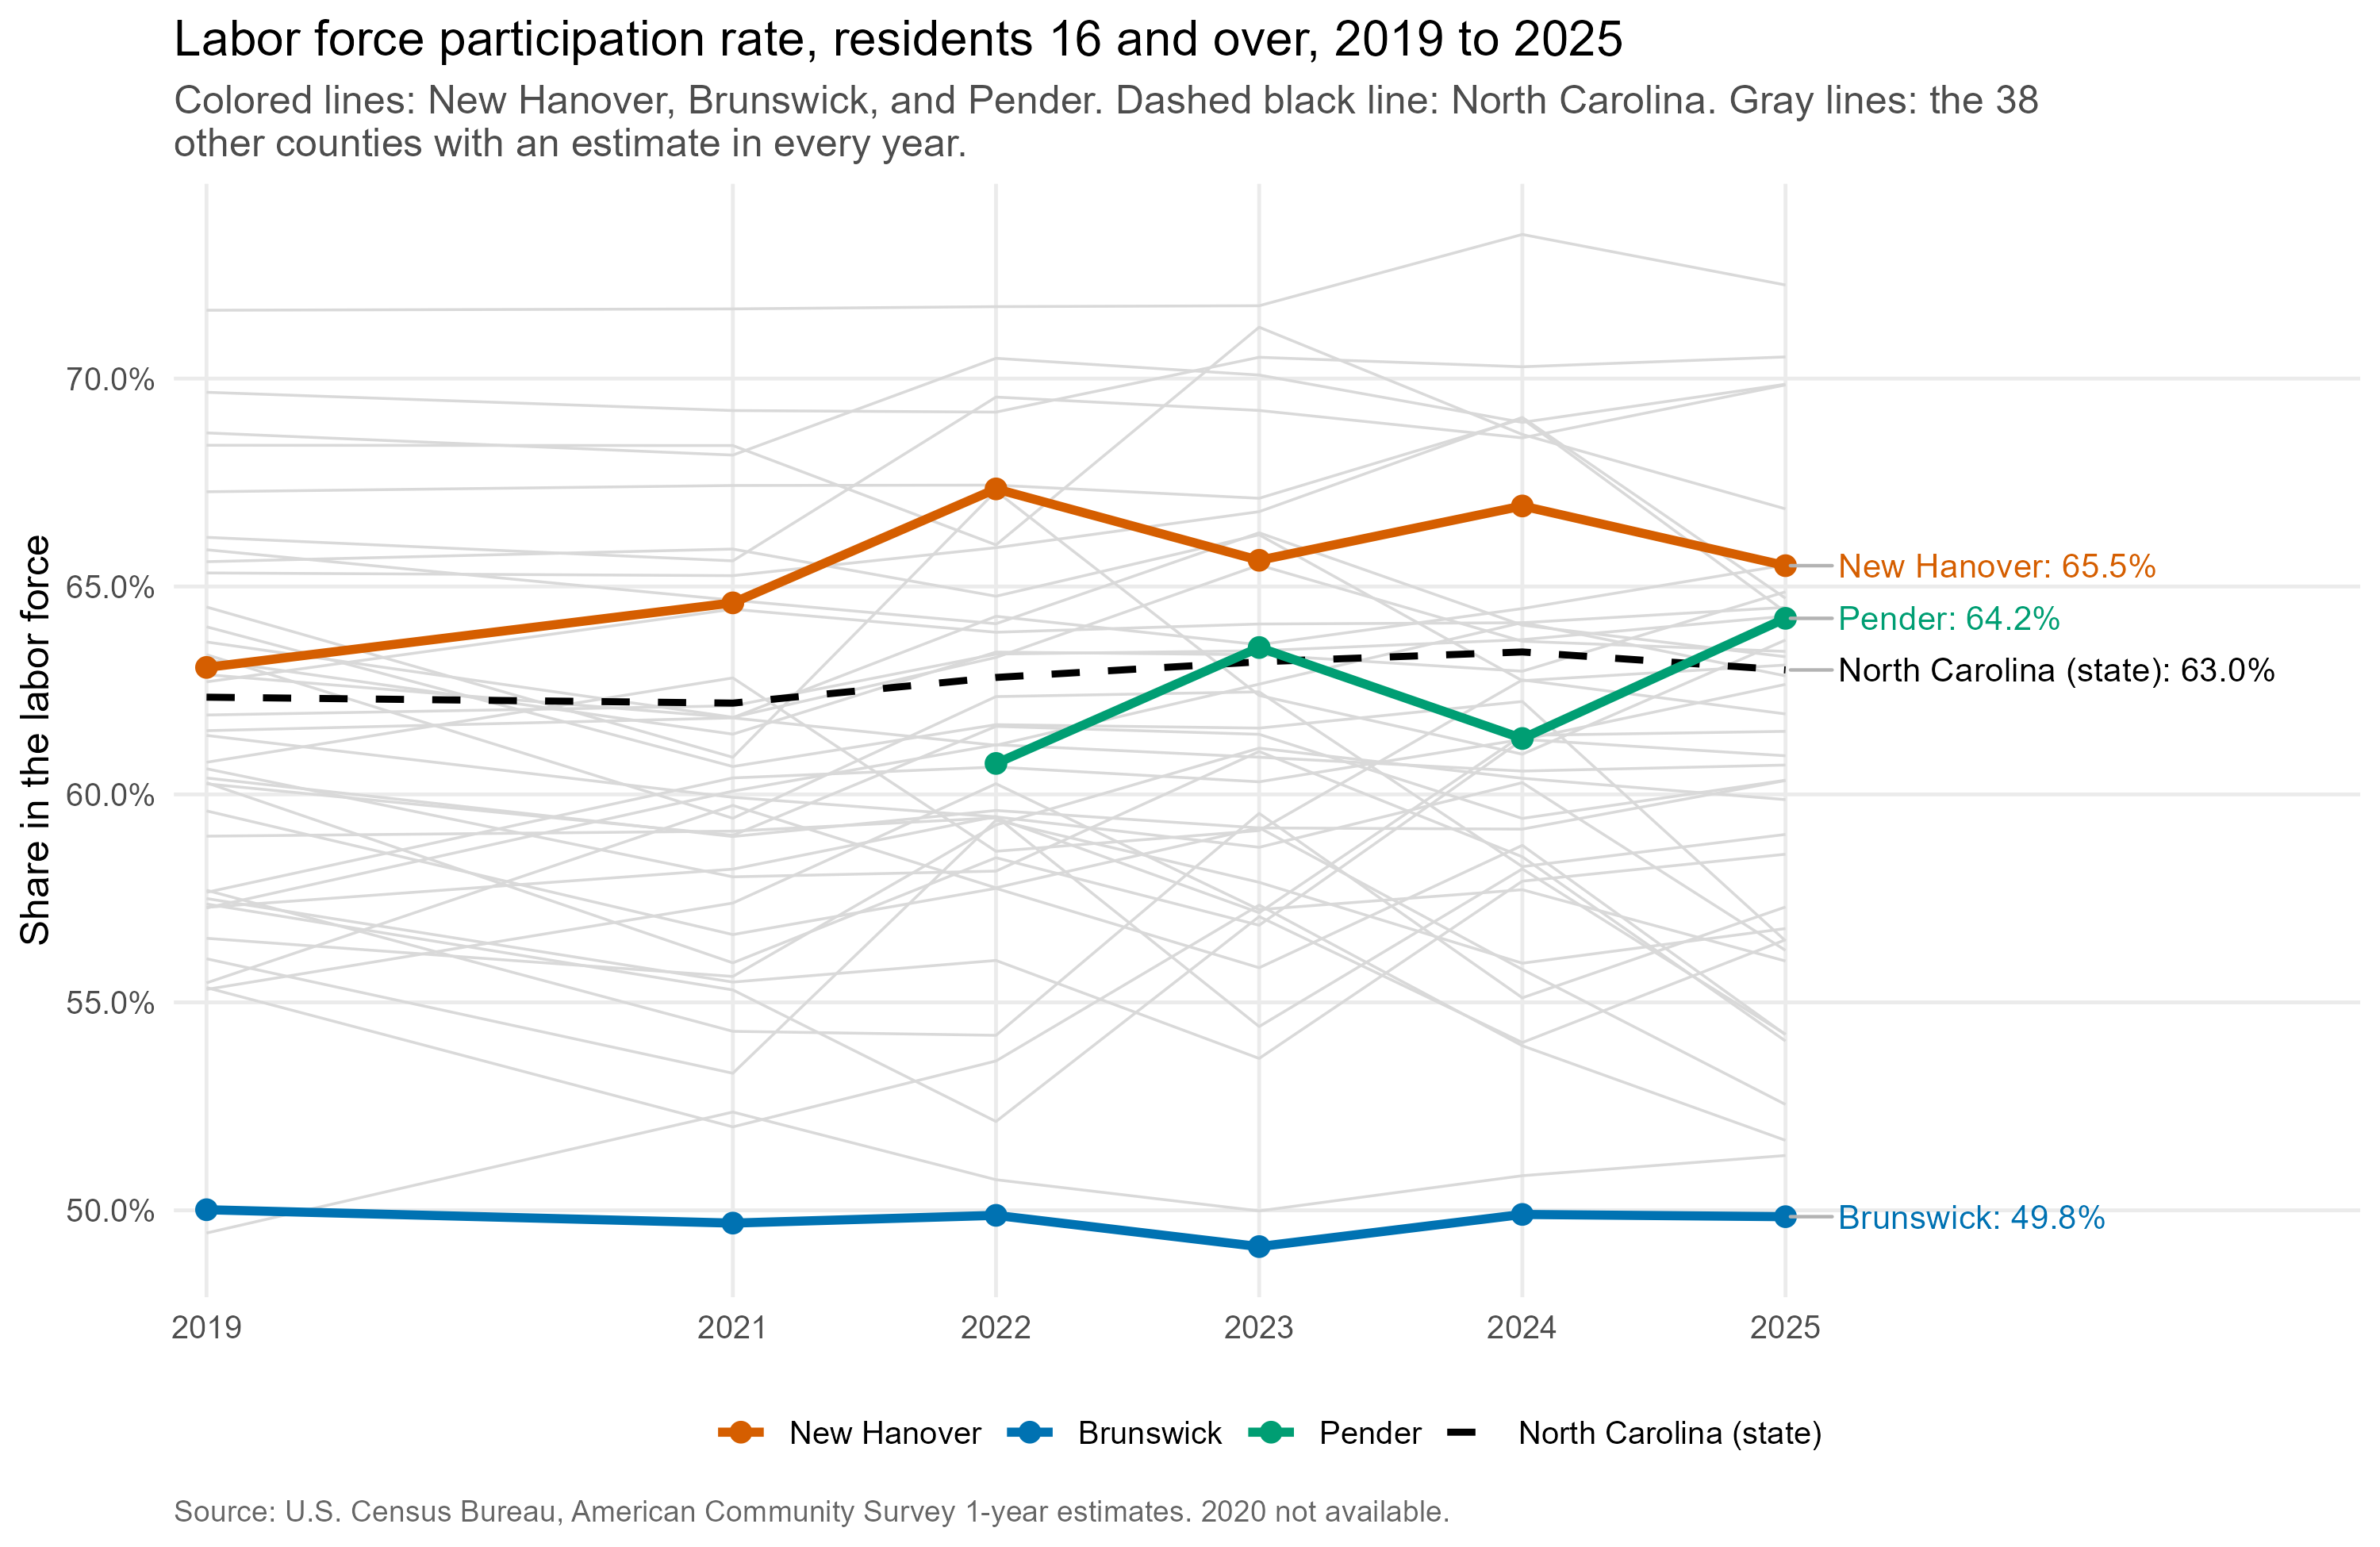 Labor force participation rate, residents 16 and over, 2019 to 2025
Colored lines: New Hanover, Brunswick, and Pender. Dashed black line: North Carolina. Gray lines: the 38
other counties with an estimate in every year.
Share in the labor force
70.0%
65.0%
60.0%
55.0%
50.0%
New Hanover: 65.5%
Pender: 64.2%
North Carolina (state): 63.0%
Brunswick: 49.8%
2019 2021 2022 2023 2024 2025
New Hanover Brunswick Pender North Carolina (state)
Source: U.S. Census Bureau, American Community Survey 1-year estimates. 2020 not available.